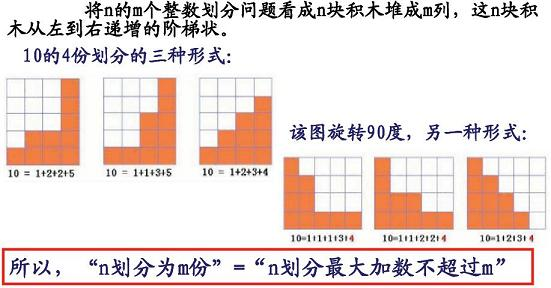 将n的m个整数划分问题看成n块积木堆成m列，这n块积
木从左到右递增的阶梯状。
10的4份划分的三种形式：
10 = 1+2+2+5
10 = 1+1+3+5
10 = 1+2+3+4
该图旋转90度，另一种形式：
10=1+1+1+3+4
10=1+1+2+2+4
10=1+2+3+4
所以，“n划分为m份”=“n划分最大加数不超过m”